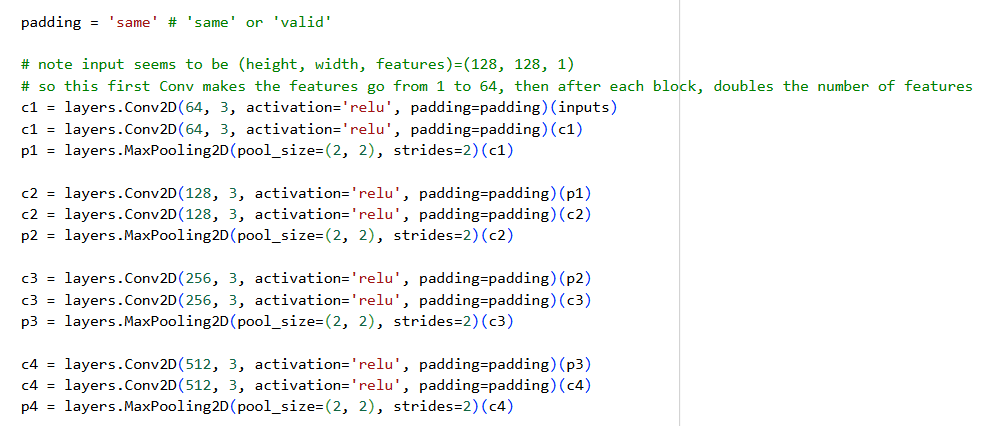 padding = 'same' # 'same' or 'valid'
# note input seems to be (height, width, features)=(128, 128, 1)
# so this first Conv makes the features go from 1 to 64, then after each block, doubles the number of features
c1 = layers.Conv2D(64, 3, activation='relu', padding=padding)(inputs)
c1 = layers.Conv2D(64, 3, activation='relu', padding=padding)(c1)
p1 = layers.MaxPooling2D(pool_size=(2, 2), strides=2)(c1)
c2 = layers.Conv2D(128, 3, activation='relu', padding=padding)(p1)
c2 = layers.Conv2D(128, 3, activation='relu', padding=padding)(c2)
p2 = layers.MaxPooling2D(pool_size=(2, 2), strides=2)(c2)
c3 = layers.Conv2D(256, 3, activation='relu', padding=padding)(p2)
c3 = layers.Conv2D(256, 3, activation='relu', padding=padding)(c3)
p3 = layers.MaxPooling2D(pool_size=(2, 2), strides=2)(c3)
c4 = layers.Conv2D(512, 3, activation='relu', padding=padding)(p3)
c4 = layers.Conv2D(512, 3, activation='relu', padding=padding)(c4)
p4 = layers.MaxPooling2D(pool_size=(2, 2), strides=2)(c4)